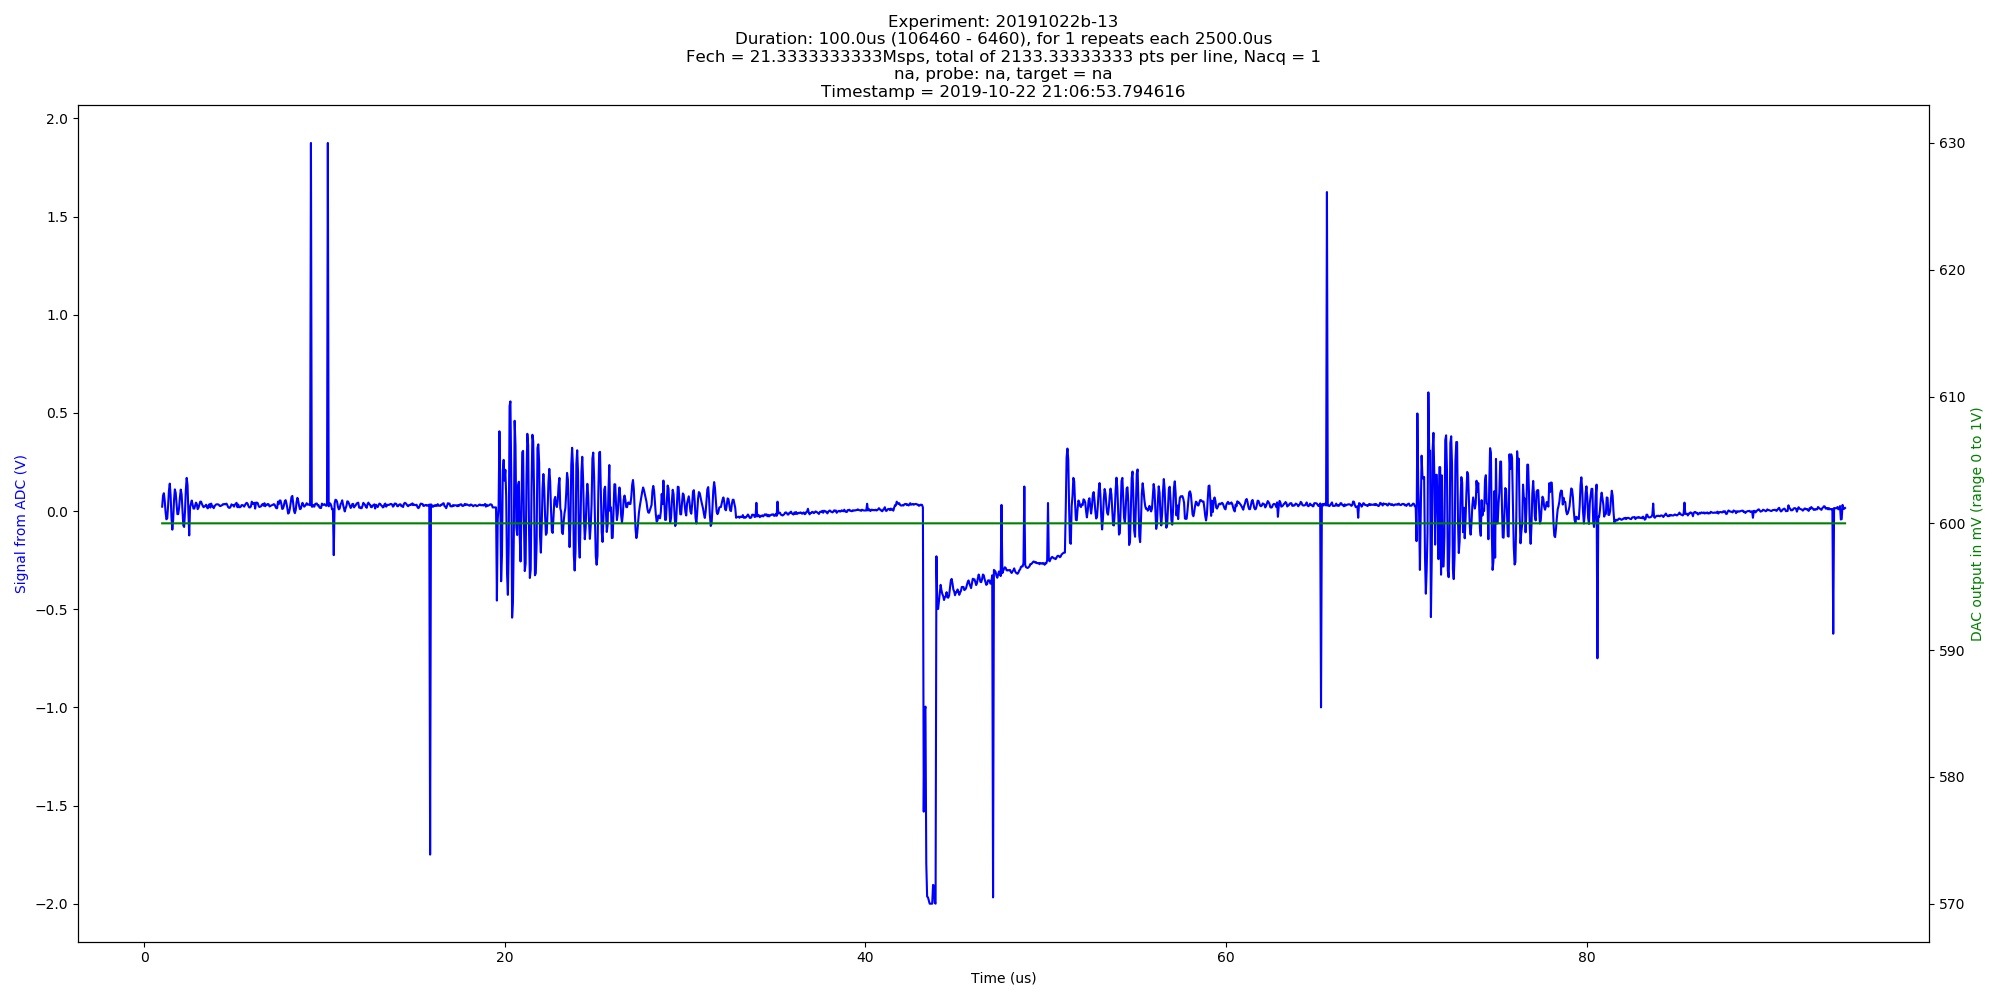 Experiment: 20191022b-13
Duration: 100.0us (106460 - 6460), for 1 repeats each 2500.0us
Fech = 21.3333333333Msps, total of 2133.33333333 pts per line, Nacq = 1
na, probe: na, target = na
Timestamp = 2019-10-22 21:06:53.794616
Signal from ADC (V)
2.0
1.5
1.0
0.5
0.0
−0.5
−1.0
−1.5
−2.0
0
20
40
60
80
Time (us)
630
620
610
600
590
580
570
DAC output in mV (range 0 to 1V)